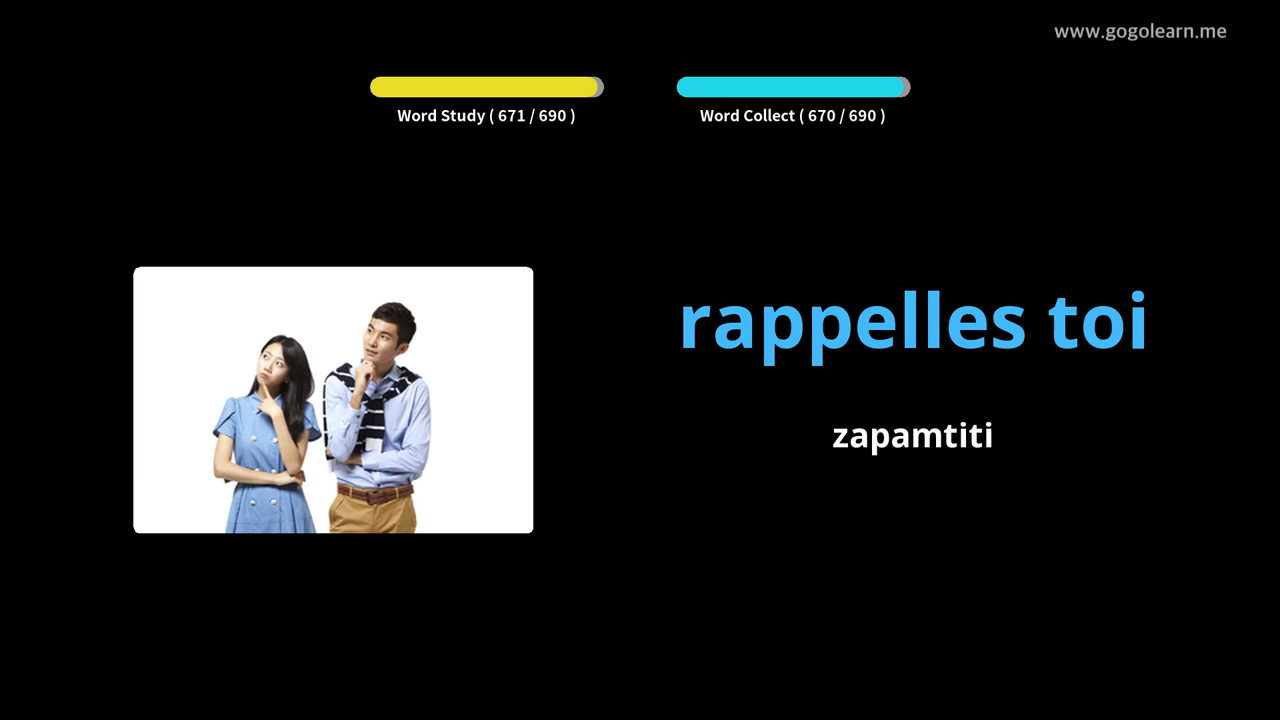 www.gogolearn.me
Word Study ( 671 / 690 )
Word Collect ( 670 / 690 )
rappelles toi
zapamtiti